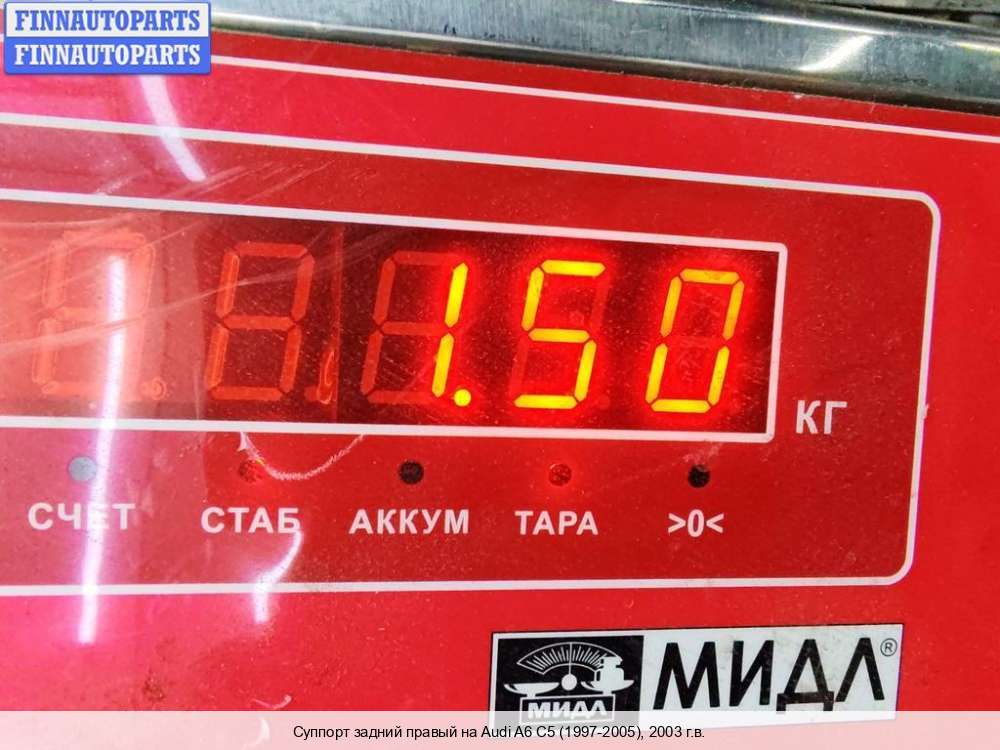 FINNAUTOPARTS
FINNAUTOPARTS
1.50
КГ
СЧЕТ СТАБ АККУМ ТАРА >0<
МИДЛ МИДЛ®
Суппорт задний правый на Audi A6 C5 (1997-2005), 2003 г.в.